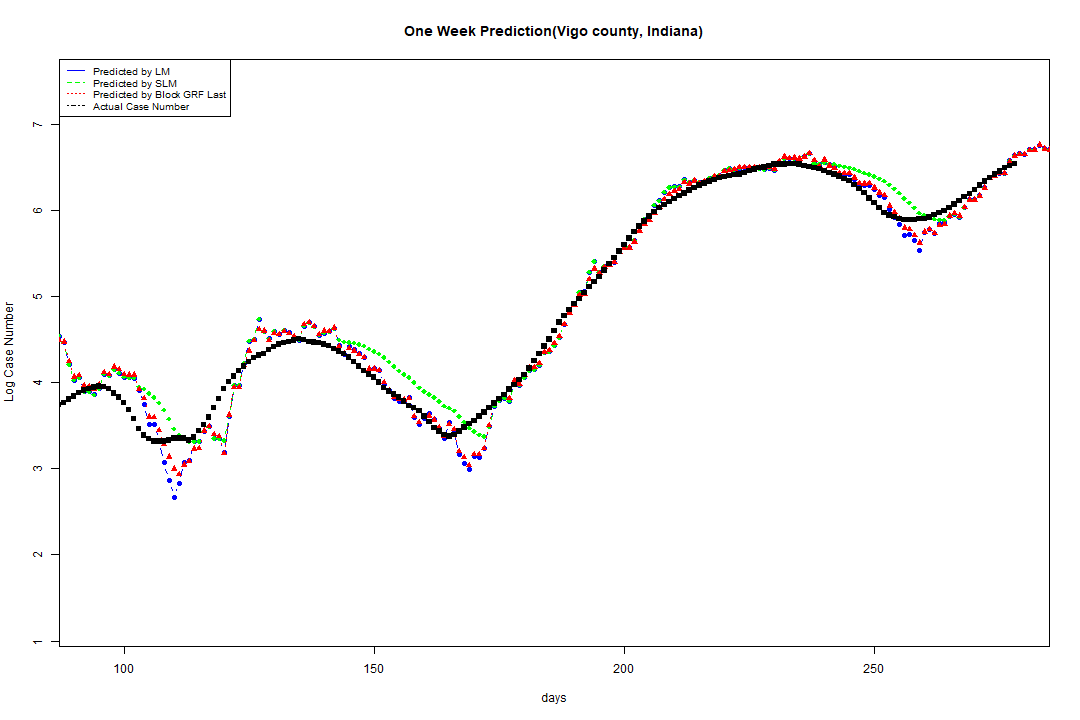 One Week Prediction(Vigo county, Indiana)
Predicted by LM
Predicted by SLM
Predicted by Block GRF Last
Actual Case Number
7
6
5
4
3
2
1
Log Case Number
100 150 200 250
days